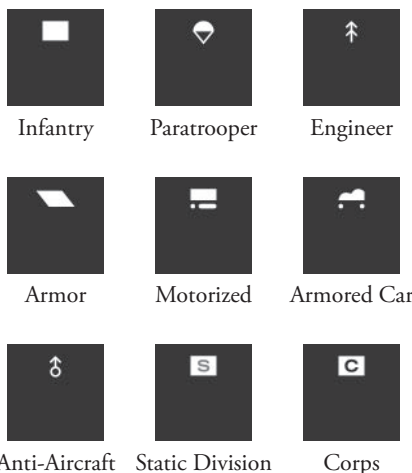 Infantry Paratrooper Engineer
Armor Motorized Armored Car
S C
Anti-Aircraft Static Division Corps